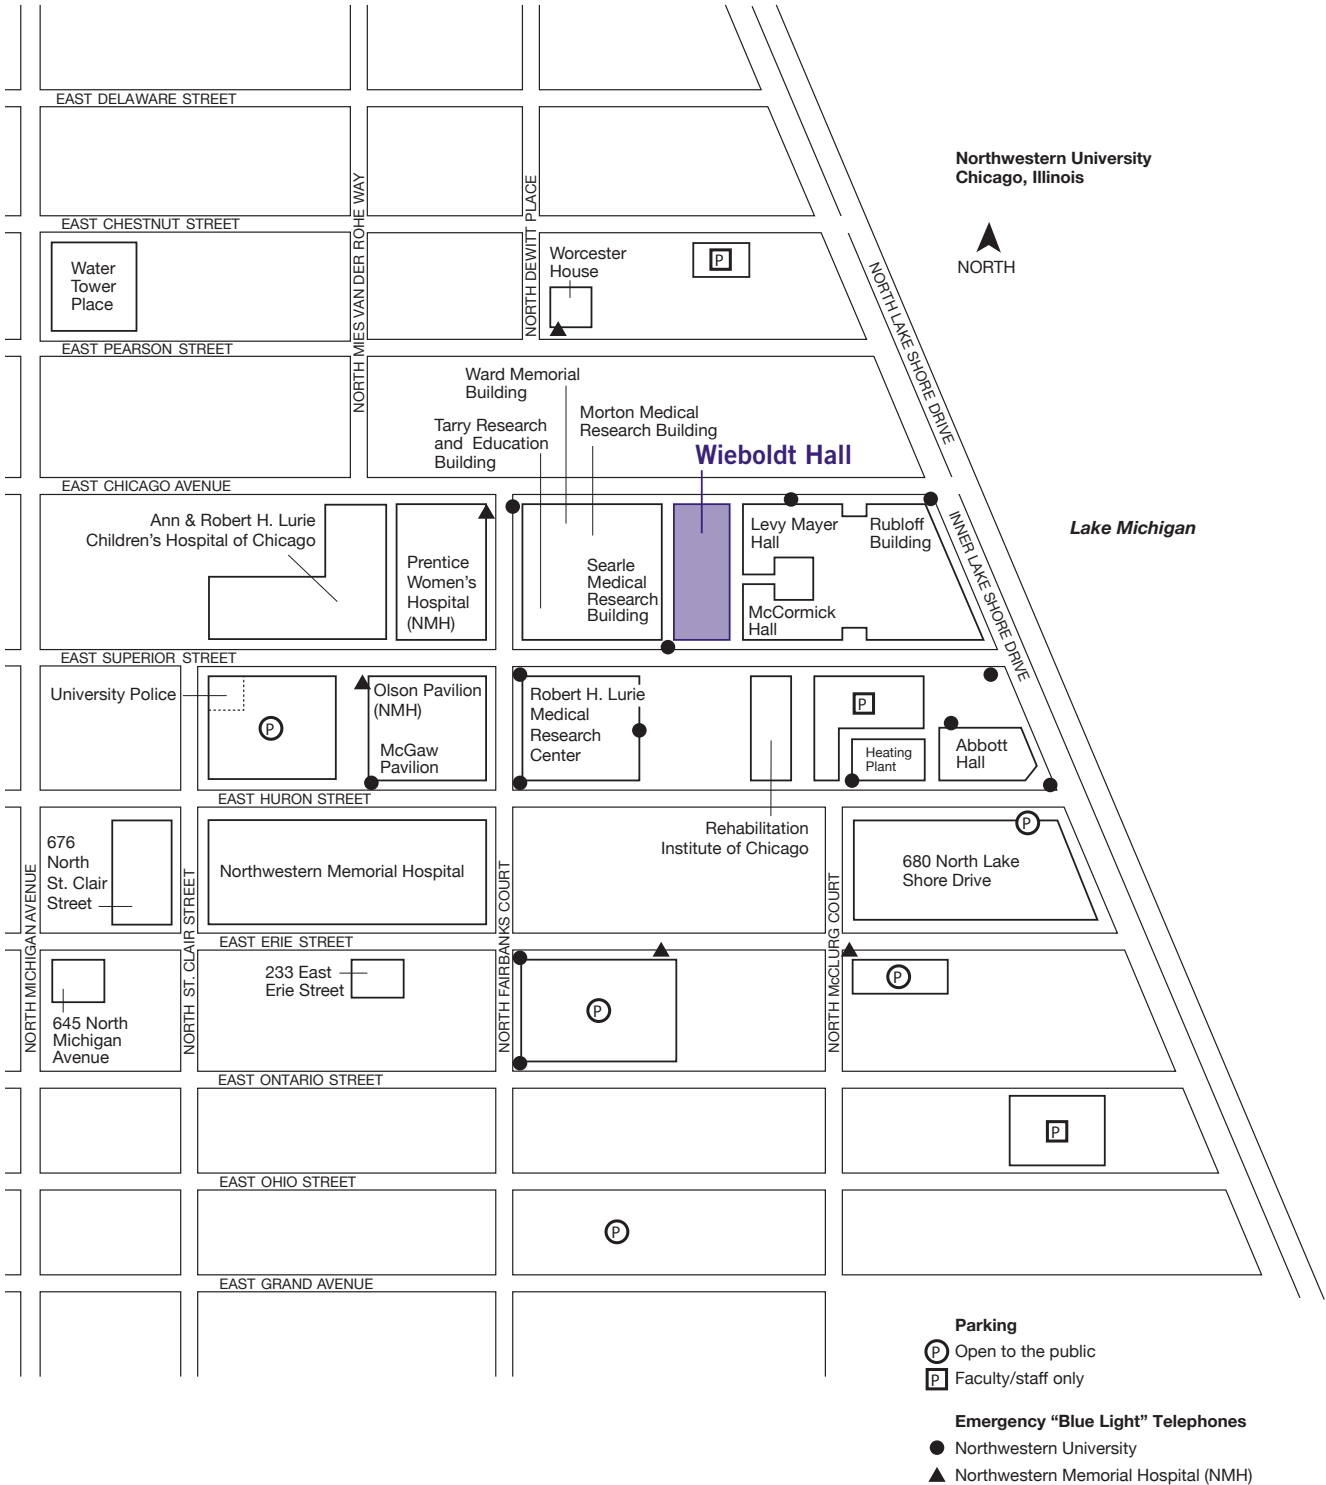 EAST DELAWARE STREET
Northwestern University
Chicago, Illinois
NORTH
EAST CHESTNUT STREET
NORTH MIES VAN DER ROHE WAY
NORTH DEWITT PLACE
Water
Tower
Place
Worcester
House
P
NORTH LAKE SHORE DRIVE
EAST PEARSON STREET
Ward Memorial
Building
Tarry Research
and Education
Building
Morton Medical
Research Building
Wieboldt Hall
EAST CHICAGO AVENUE
Ann & Robert H. Lurie
Children's Hospital of Chicago
Prentice
Women's
Hospital
(NMH)
Searle
Medical
Research
Building
Levy Mayer
Hall
Rubloff
Building
McCormick
Hall
INNER LAKE SHORE DRIVE
Lake Michigan
EAST SUPERIOR STREET
University Police
P
Olson Pavilion
(NMH)
McGaw
Pavilion
Robert H. Lurie
Medical
Research
Center
P
Heating
Plant
Abbott
Hall
EAST HURON STREET
Rehabilitation
Institute of Chicago
676
North
St. Clair
Street
Northwestern Memorial Hospital
P
680 North Lake
Shore Drive
NORTH MICHIGAN AVENUE
NORTH ST. CLAIR STREET
NORTH FAIRBANKS COURT
NORTH McCLURG COURT
EAST ERIE STREET
645 North
Michigan
Avenue
233 East
Erie Street
P
P
EAST ONTARIO STREET
P
EAST OHIO STREET
P
EAST GRAND AVENUE
Parking
P Open to the public
P Faculty/staff only
Emergency “Blue Light” Telephones
Northwestern University
Northwestern Memorial Hospital (NMH)